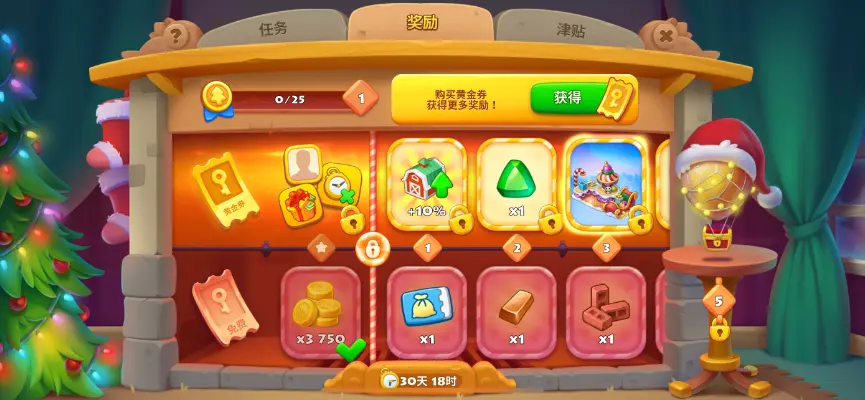 任务
奖励
津贴
?
0/25
1
购买黄金券
获得更多奖励！
获得
黄金券
+10%
x1
1
2
3
免费
x3 750
x1
x1
x1
5
30天 18时